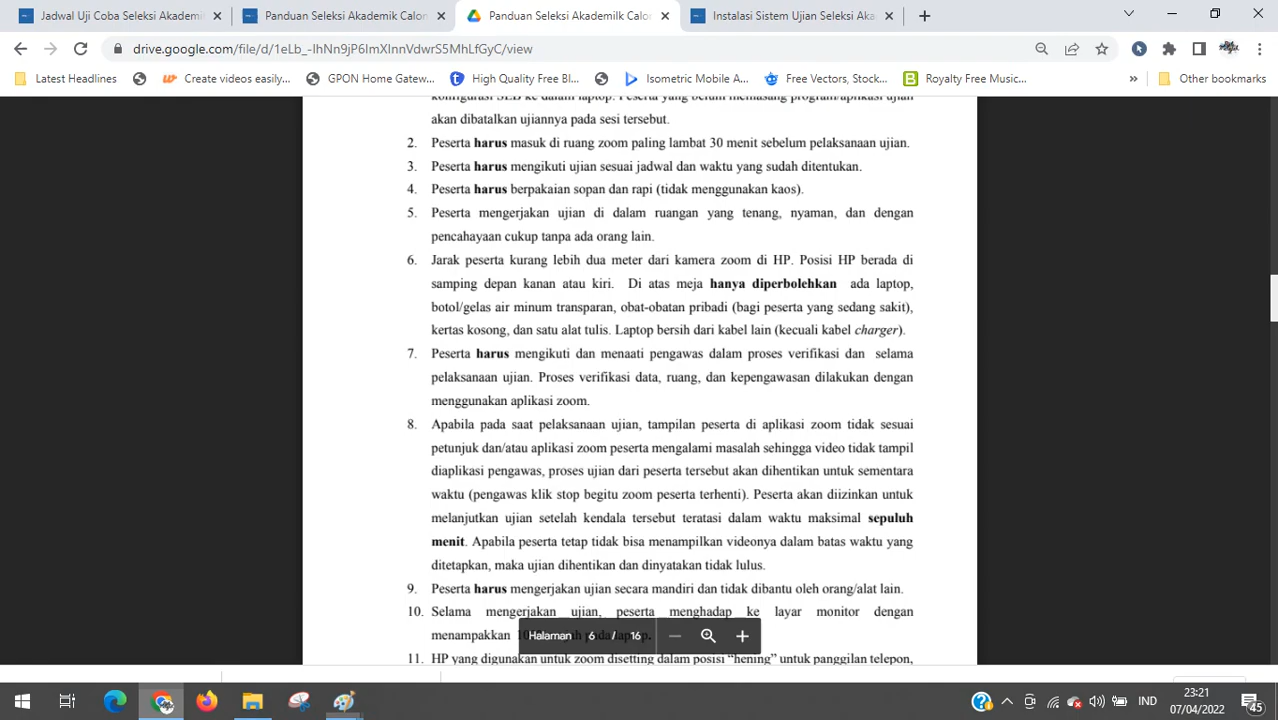 Jadwal Uji Coba Seleksi Akademi
Panduan Seleksi Akademik Calon
Panduan Seleksi Akademilk Calon
Instalasi Sistem Ujian Seleksi Aka
drive.google.com/file/d/1eLb_-IhNn9jP6ImXlnnVdwrS5MhLfGyC/view
Latest Headlines
Create videos easily...
GPON Home Gatew...
High Quality Free Bl...
Isometric Mobile A...
Free Vectors, Stock...
Royalty Free Music...
»
Other bookmarks
konfigurasi SEB ke dalam laptop. Peserta yang belum memasang program/aplikasi ujian
akan dibatalkan ujiannya pada sesi tersebut.
2. Peserta harus masuk di ruang zoom paling lambat 30 menit sebelum pelaksanaan ujian.
3. Peserta harus mengikuti ujian sesuai jadwal dan waktu yang sudah ditentukan.
4. Peserta harus berpakaian sopan dan rapi (tidak menggunakan kaos).
5. Peserta mengerjakan ujian di dalam ruangan yang tenang, nyaman, dan dengan
pencahayaan cukup tanpa ada orang lain.
6. Jarak peserta kurang lebih dua meter dari kamera zoom di HP. Posisi HP berada di
samping depan kanan atau kiri. Di atas meja hanya diperbolehkan ada laptop,
botol/gelas air minum transparan, obat-obatan pribadi (bagi peserta yang sedang sakit),
kertas kosong, dan satu alat tulis. Laptop bersih dari kabel lain (kecuali kabel charger).
7. Peserta harus mengikuti dan menaati pengawas dalam proses verifikasi dan selama
pelaksanaan ujian. Proses verifikasi data, ruang, dan kepengawasan dilakukan dengan
menggunakan aplikasi zoom.
8. Apabila pada saat pelaksanaan ujian, tampilan peserta di aplikasi zoom tidak sesuai
petunjuk dan/atau aplikasi zoom peserta mengalami masalah sehingga video tidak tampil
diaplikasi pengawas, proses ujian dari peserta tersebut akan dihentikan untuk sementara
waktu (pengawas klik stop begitu zoom peserta terhenti). Peserta akan diizinkan untuk
melanjutkan ujian setelah kendala tersebut teratasi dalam waktu maksimal sepuluh
menit. Apabila peserta tetap tidak bisa menampilkan videonya dalam batas waktu yang
ditetapkan, maka ujian dihentikan dan dinyatakan tidak lulus.
9. Peserta harus mengerjakan ujian secara mandiri dan tidak dibantu oleh orang/alat lain.
10. Selama mengerjakan ujian, peserta menghadap ke layar monitor dengan
menampakkan
Halaman 6 / 16
11. HP yang digunakan untuk zoom disetting dalam posisi “hening” untuk panggilan telepon,
IND
23:21
07/04/2022
45